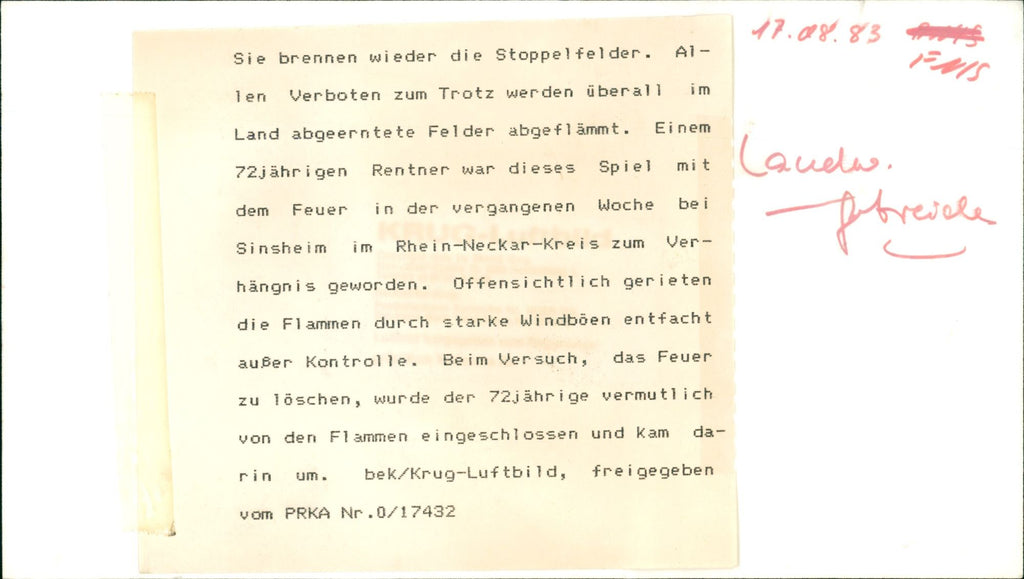 Sie brennen wieder die Stoppelfelder. Al-
len Verboten zum Trotz werden überall im
Land abgeerntete Felder abgeflämmt. Einem
72jährigen Rentner war dieses Spiel mit
dem Feuer in der vergangenen Woche bei
Sinsheim im Rhein-Neckar-Kreis zum Ver-
hängnis geworden. Offensichtlich gerieten
die Flammen durch starke Windböen entfacht
außer Kontrolle. Beim Versuch, das Feuer
zu löschen, wurde der 72jährige vermutlich
von den Flammen eingeschlossen und kam da-
rin um. bek/Krug-Luftbild, freigegeben
vom PRKA Nr.0/17432
17.08.83
Landw.